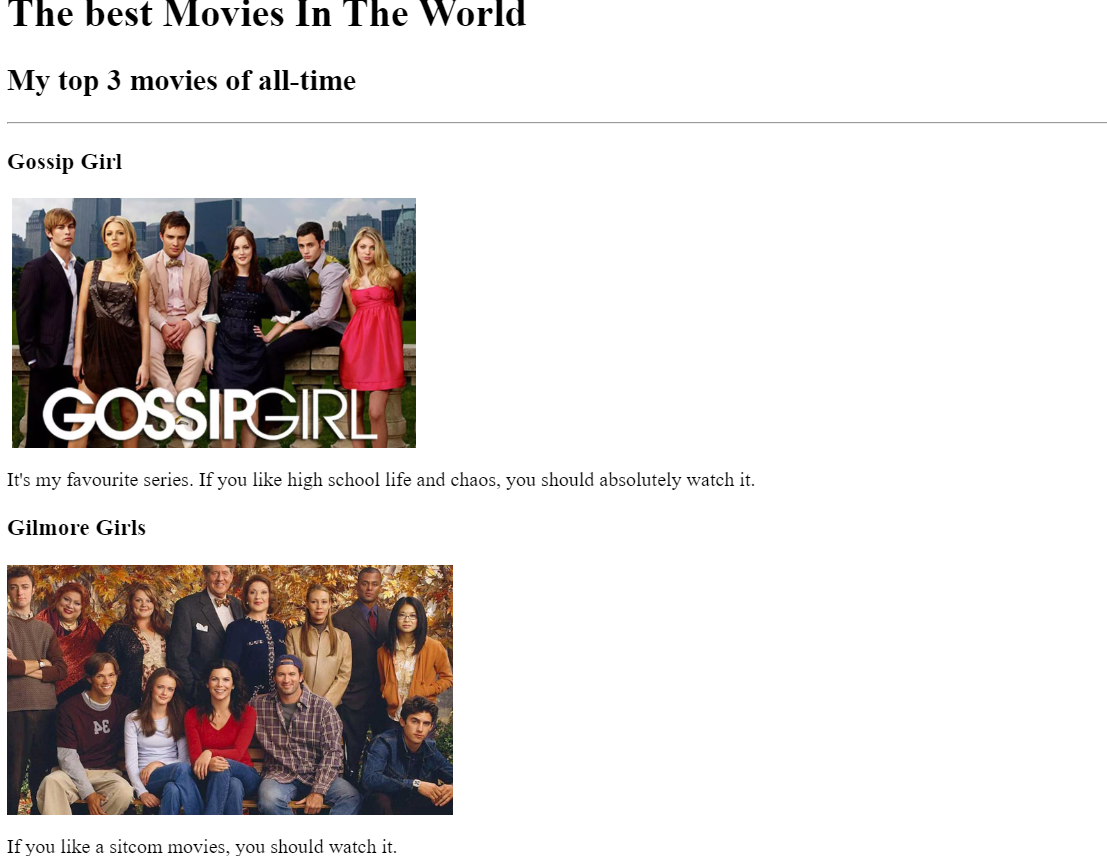 The best Movies In The World
My top 3 movies of all-time
Gossip Girl
GOSSIPGIRL
It's my favourite series. If you like high school life and chaos, you should absolutely watch it.
Gilmore Girls
34
If you like a sitcom movies, you should watch it.